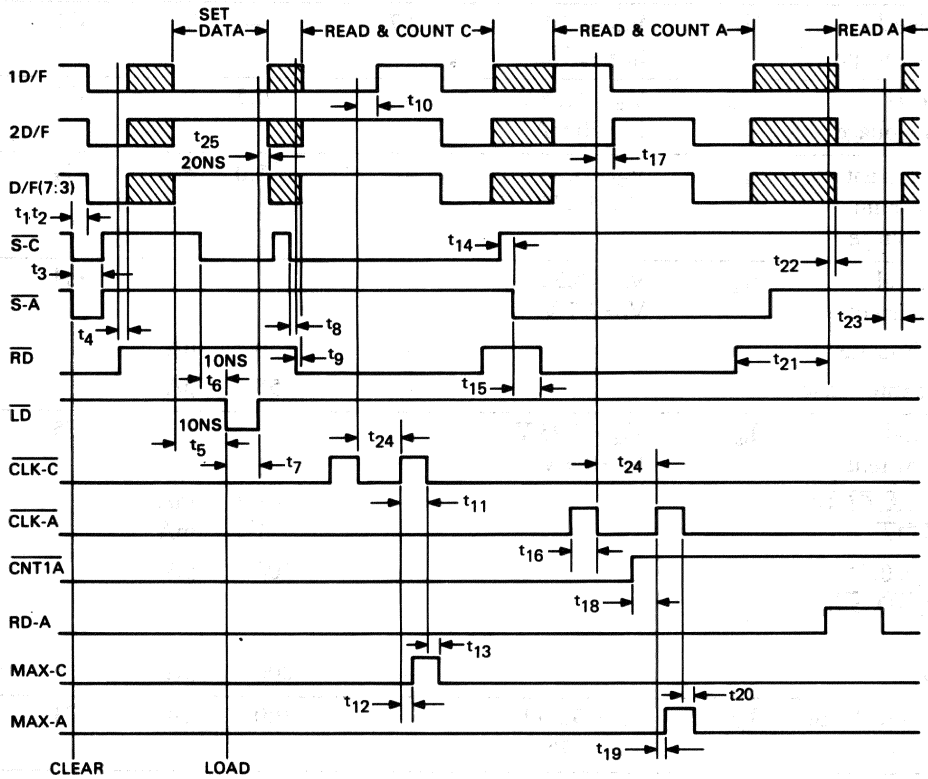 SET
DATA
READ & COUNT C
READ & COUNT A
READ A
1D/F
t10
2D/F
t25
20NS
t17
D/F(7:3)
t1,t2
S-C
t14
t22
t3
S-A
t4
t8
t23
RD
10NS
t9
t21
t6
t15
LD
10NS
t5
t7
t24
t24
CLK-C
t11
CLK-A
t16
CNT1A
t18
RD-A
t13
MAX-C
t12
t20
MAX-A
t19
CLEAR
LOAD